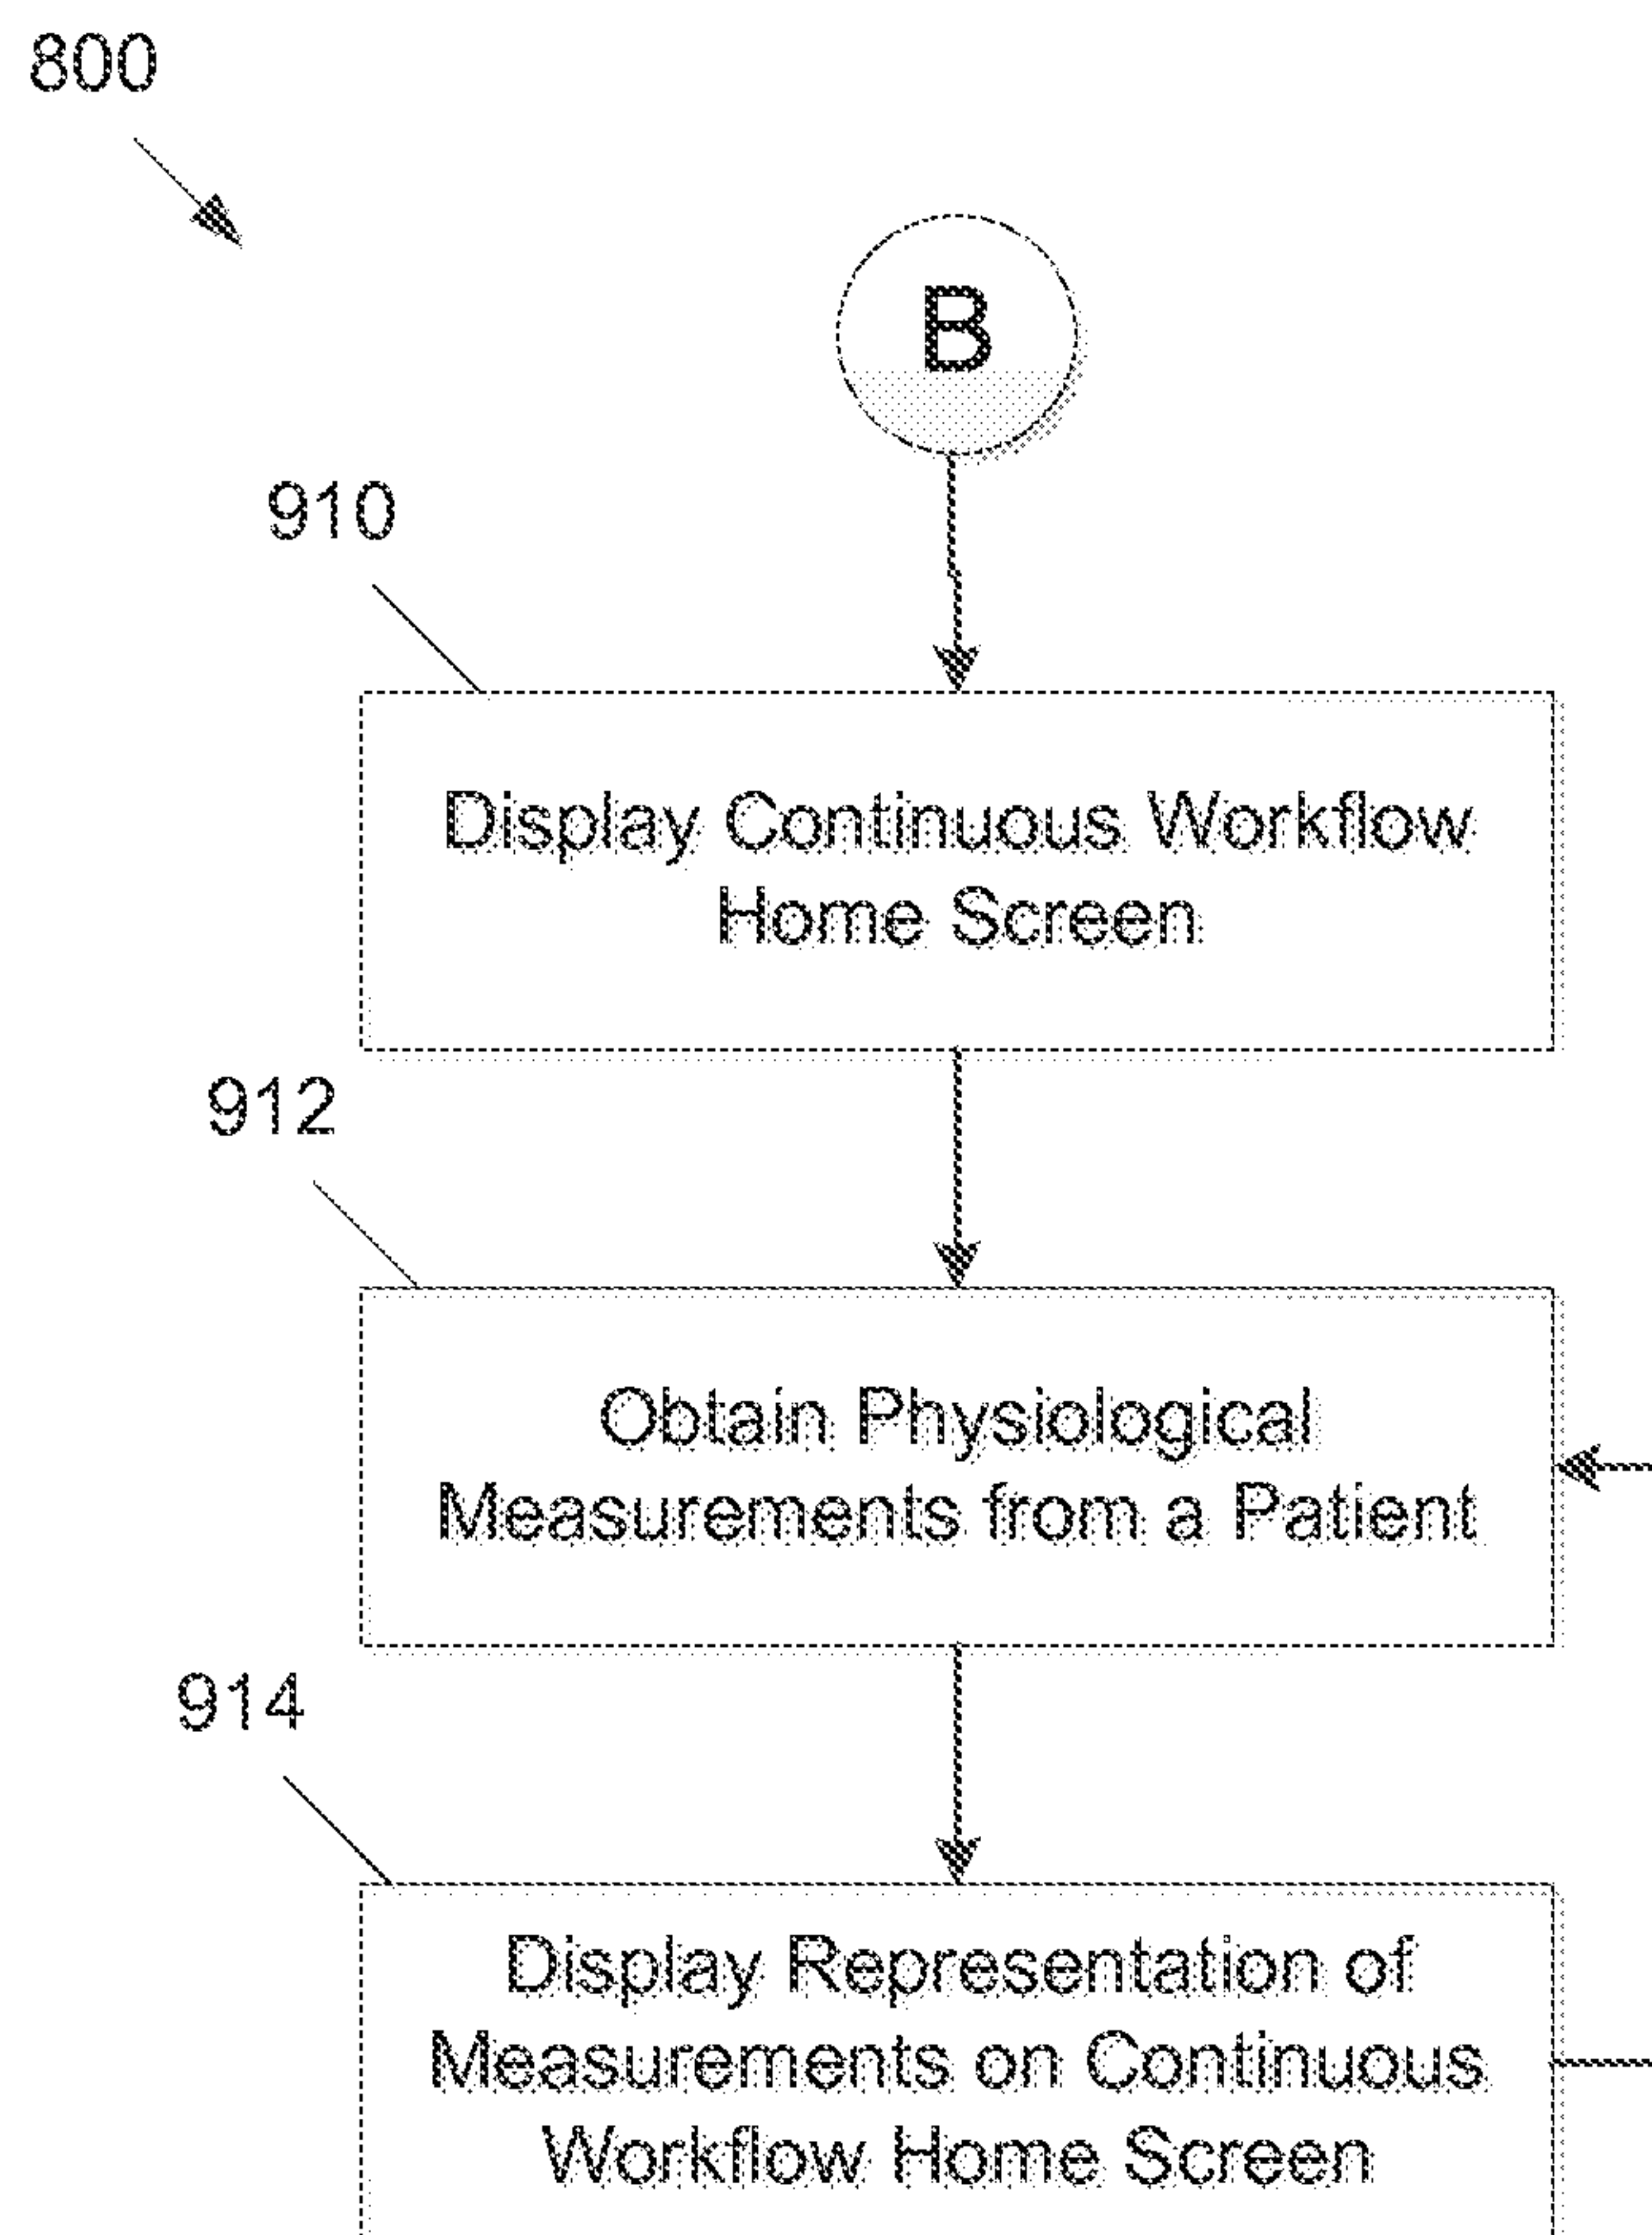 800
B
910
Display Continuous Workflow
Home Screen
912
Obtain Physiological
Measurements from a Patient
914
Display Representation of
Measurements on Continuous
Workflow Home Screen